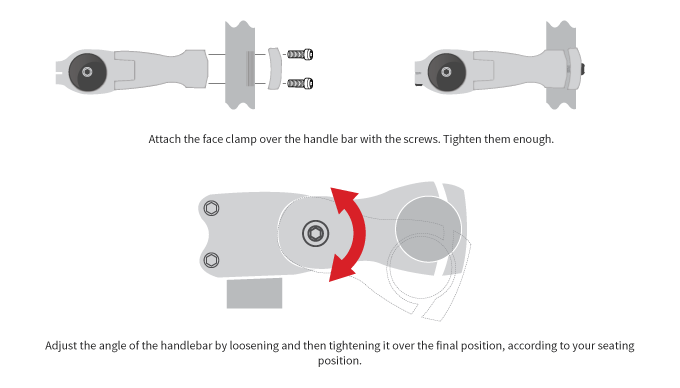 Attach the face clamp over the handle bar with the screws. Tighten them enough.
Adjust the angle of the handlebar by loosening and then tightening it over the final position, according to your seating
position.